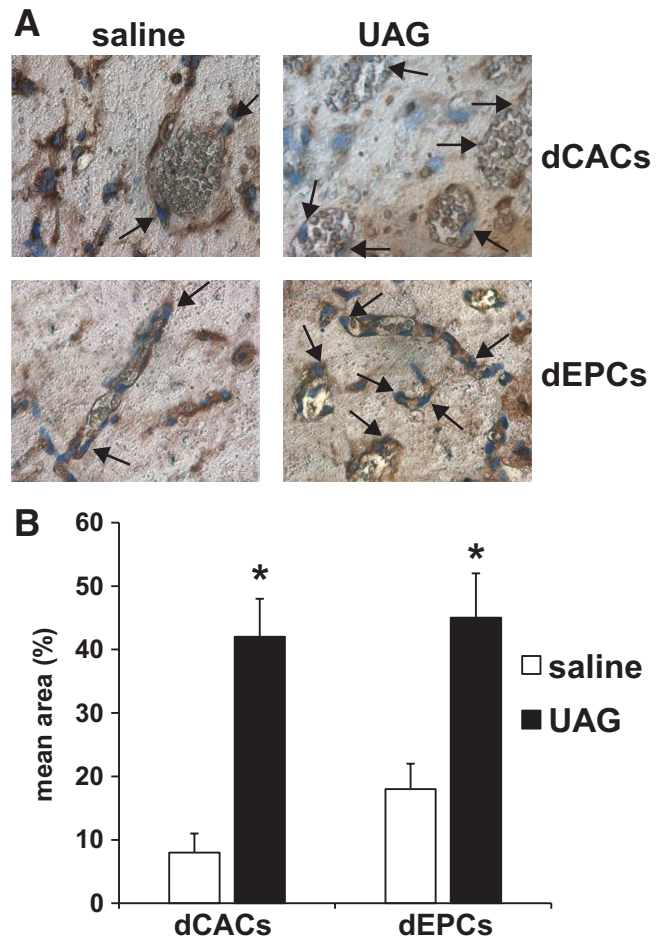 A
saline UAG
dCACs
dEPCs
B
60
50
40
30
20
10
0
mean area (%)
*
*
saline
UAG
dCACs dEPCs